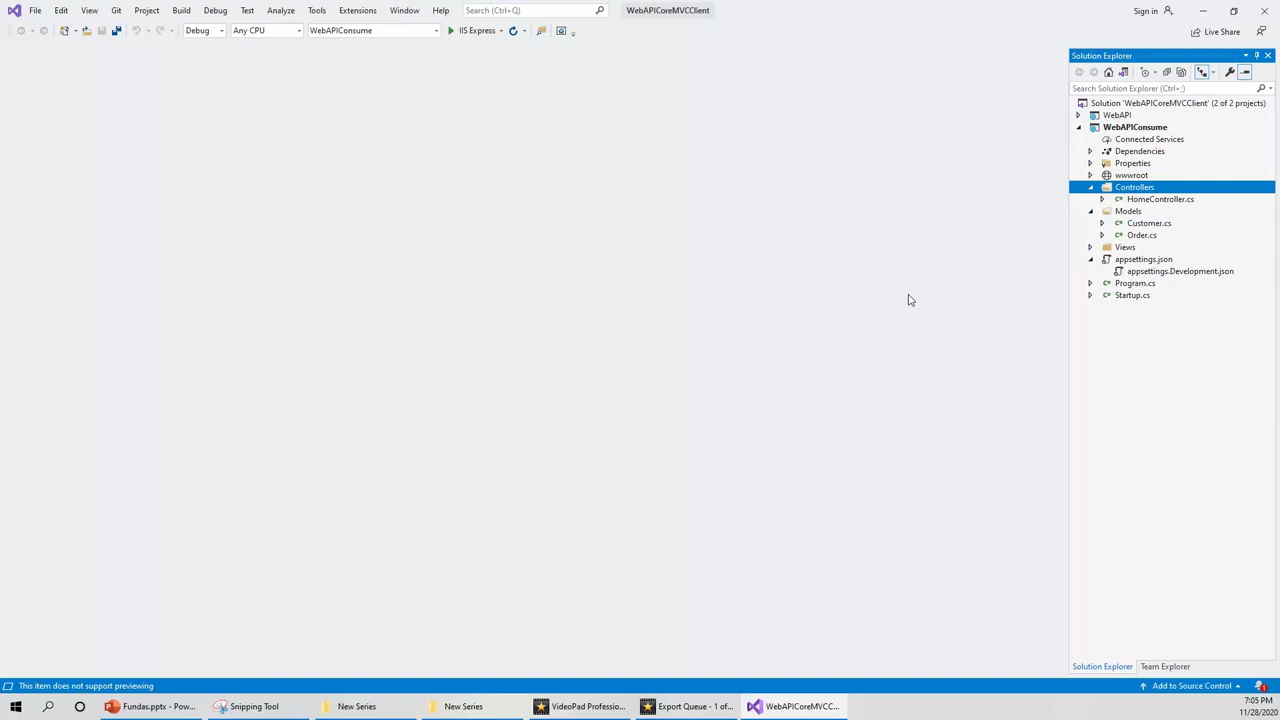 File Edit View Git Project Build Debug Test Analyze Tools Extensions Window Help Search (Ctrl+Q) WebAPICoreMVCClient Sign in
Debug Any CPU WebAPIConsume IIS Express Live Share
Solution Explorer
Search Solution Explorer (Ctrl+;)
Solution 'WebAPICoreMVCClient' (2 of 2 projects)
WebAPI
WebAPIConsume
Connected Services
Dependencies
Properties
wwwroot
Controllers
C# HomeController.cs
Models
C# Customer.cs
C# Order.cs
Views
appsettings.json
appsettings.Development.json
C# Program.cs
C# Startup.cs
Solution Explorer Team Explorer
This item does not support previewing Add to Source Control 1
Fundas.pptx - Pow... Snipping Tool New Series New Series VideoPad Professio... Export Queue - 1 of... WebAPICoreMVCC... 7:05 PM
11/28/2020